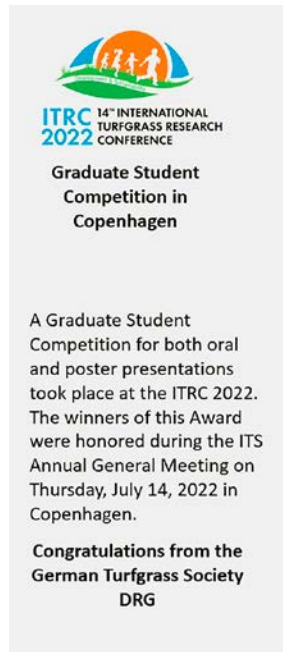 ITRC 14th INTERNATIONAL
TURFGRASS RESEARCH
2022 CONFERENCE
Graduate Student
Competition in
Copenhagen
A Graduate Student
Competition for both oral
and poster presentations
took place at the ITRC 2022.
The winners of this Award
were honored during the ITS
Annual General Meeting on
Thursday, July 14, 2022 in
Copenhagen.
Congratulations from the
German Turfgrass Society
DRG